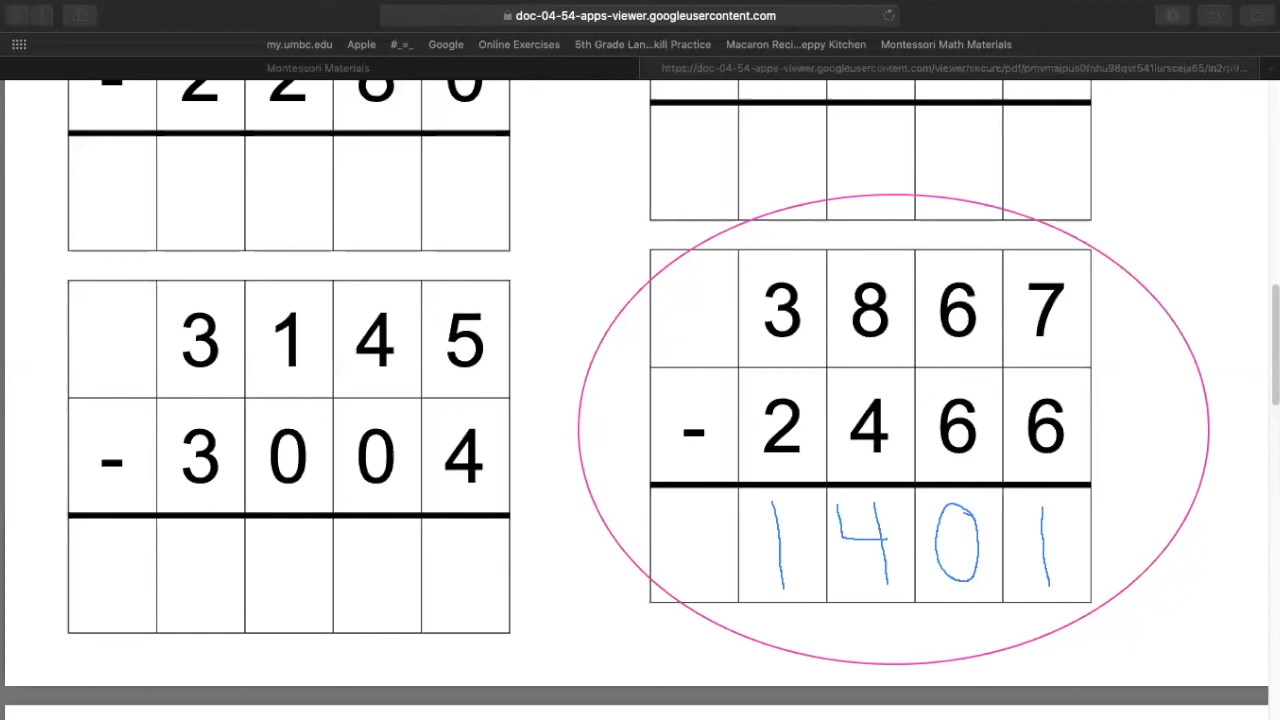 doc-04-54-apps-viewer.googleusercontent.com
my.umbc.edu Apple #_=_ Google Online Exercises 5th Grade Lan...kill Practice Macaron Reci...eppy Kitchen Montessori Math Materials
Montessori Materials
- 2 2 8 0
3 1 4 5
- 3 0 0 4
3 8 6 7
- 2 4 6 6
1 4 0 1